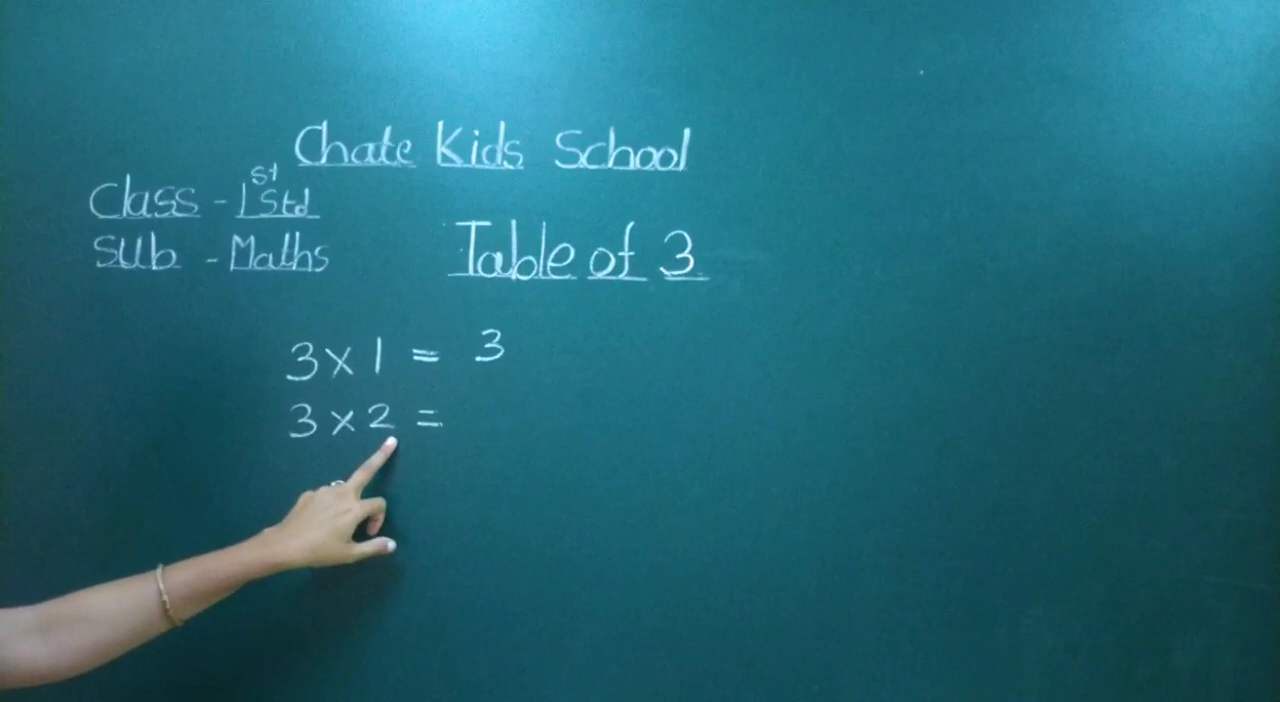 Chate Kids School
Class - 1st Std
Sub - Maths
Table of 3
3 × 1 = 3
3 × 2 =